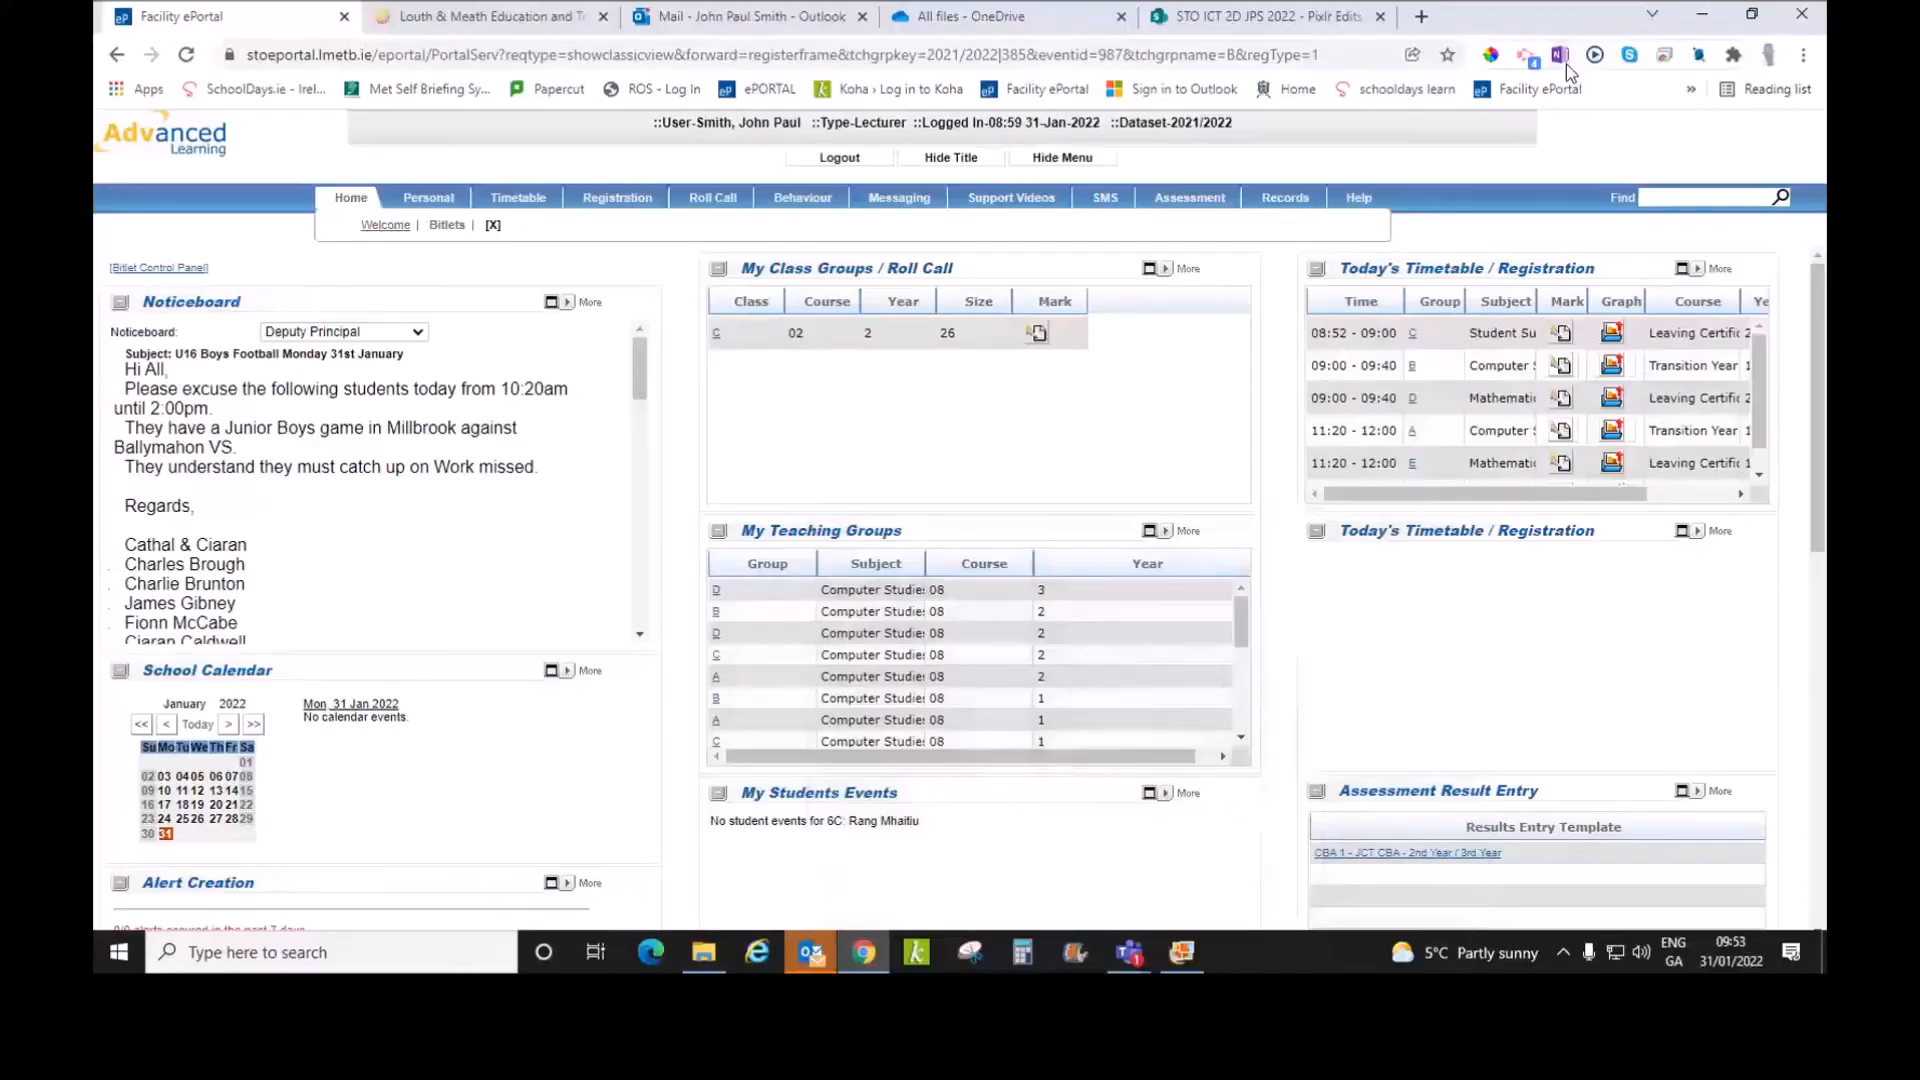 Facility ePortal
Louth & Meath Education and Tr
Mail - John Paul Smith - Outlook
All files - OneDrive
STO ICT 2D JPS 2022 - Pixlr Edits
stoeportal.lmetb.ie/eportal/PortalServ?reqtype=showclassicview&forward=registerframe&tchgrpkey=2021/2022|385&eventid=987&tchgrpname=B&regType=1
4
Apps
SchoolDays.ie - Irel...
Met Self Briefing Sy...
Papercut
ROS - Log In
ePORTAL
Koha › Log in to Koha
Facility ePortal
Sign in to Outlook
Home
schooldays learn
Facility ePortal
»
Reading list
Advanced
Learning
::User-Smith, John Paul ::Type-Lecturer ::Logged In-08:59 31-Jan-2022 ::Dataset-2021/2022
Logout
Hide Title
Hide Menu
Home
Personal
Timetable
Registration
Roll Call
Behaviour
Messaging
Support Videos
SMS
Assessment
Records
Help
Find
Welcome | Bitlets | [X]
[Bitlet Control Panel]
Noticeboard
More
Noticeboard:
Deputy Principal
Subject: U16 Boys Football Monday 31st January
Hi All,
Please excuse the following students today from 10:20am
until 2:00pm.
They have a Junior Boys game in Millbrook against
Ballymahon VS.
They understand they must catch up on Work missed.
Regards,
Cathal & Ciaran
Charles Brough
Charlie Brunton
James Gibney
Fionn McCabe
Ciaran Caldwell
School Calendar
More
January 2022
<< < Today > >>
Su Mo Tu We Th Fr Sa
01
02 03 04 05 06 07 08
09 10 11 12 13 14 15
16 17 18 19 20 21 22
23 24 25 26 27 28 29
30 31
Mon, 31 Jan 2022
No calendar events.
Alert Creation
More
0/0 alerts occured in the past 7 days
My Class Groups / Roll Call
More
Class Course Year Size Mark
C 02 2 26
My Teaching Groups
More
Group Subject Course Year
D Computer Studie: 08 3
B Computer Studie: 08 2
D Computer Studie: 08 2
C Computer Studie: 08 2
A Computer Studie: 08 2
B Computer Studie: 08 1
A Computer Studie: 08 1
C Computer Studie: 08 1
My Students Events
More
No student events for 6C: Rang Mhaitiu
Today's Timetable / Registration
More
Time Group Subject Mark Graph Course Ye
08:52 - 09:00 C Student Su Leaving Certific 2
09:00 - 09:40 B Computer S Transition Year 1
09:00 - 09:40 D Mathematic Leaving Certific 2
11:20 - 12:00 A Computer S Transition Year 1
11:20 - 12:00 E Mathematic Leaving Certific 1
Today's Timetable / Registration
More
Assessment Result Entry
More
Results Entry Template
CBA 1 - JCT CBA - 2nd Year / 3rd Year
Type here to search
5°C Partly sunny
ENG
GA
09:53
31/01/2022